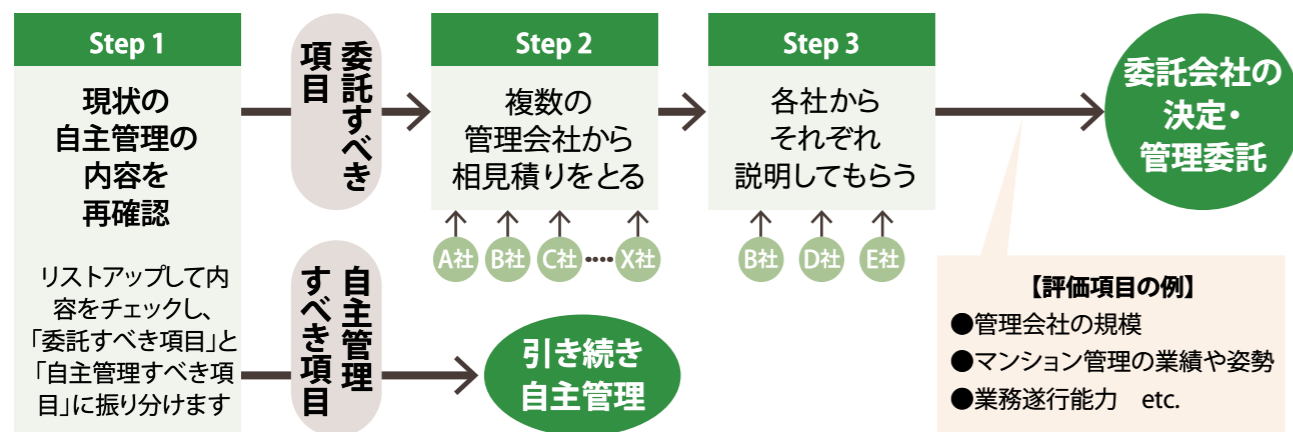 Step 1
現状の
自主管理の
内容を
再確認
リストアップして内
容をチェックし、
「委託すべき項目」と
「自主管理すべき項
目」に振り分けます
委託すべき
項目
自主管理
すべき項目
Step 2
複数の
管理会社から
相見積りをとる
A社 B社 C社 ···· X社
引き続き
自主管理
Step 3
各社から
それぞれ
説明してもらう
B社 D社 E社
委託会社の
決定・
管理委託
【評価項目の例】
●管理会社の規模
●マンション管理の業績や姿勢
●業務遂行能力 etc.